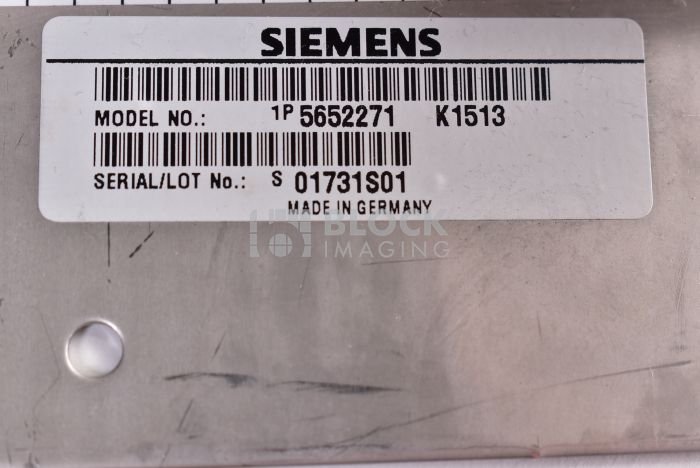 SIEMENS
MODEL NO.: 1P 5652271 K1513
SERIAL/LOT No.: S 01731S01
MADE IN GERMANY
BLOCK
IMAGING